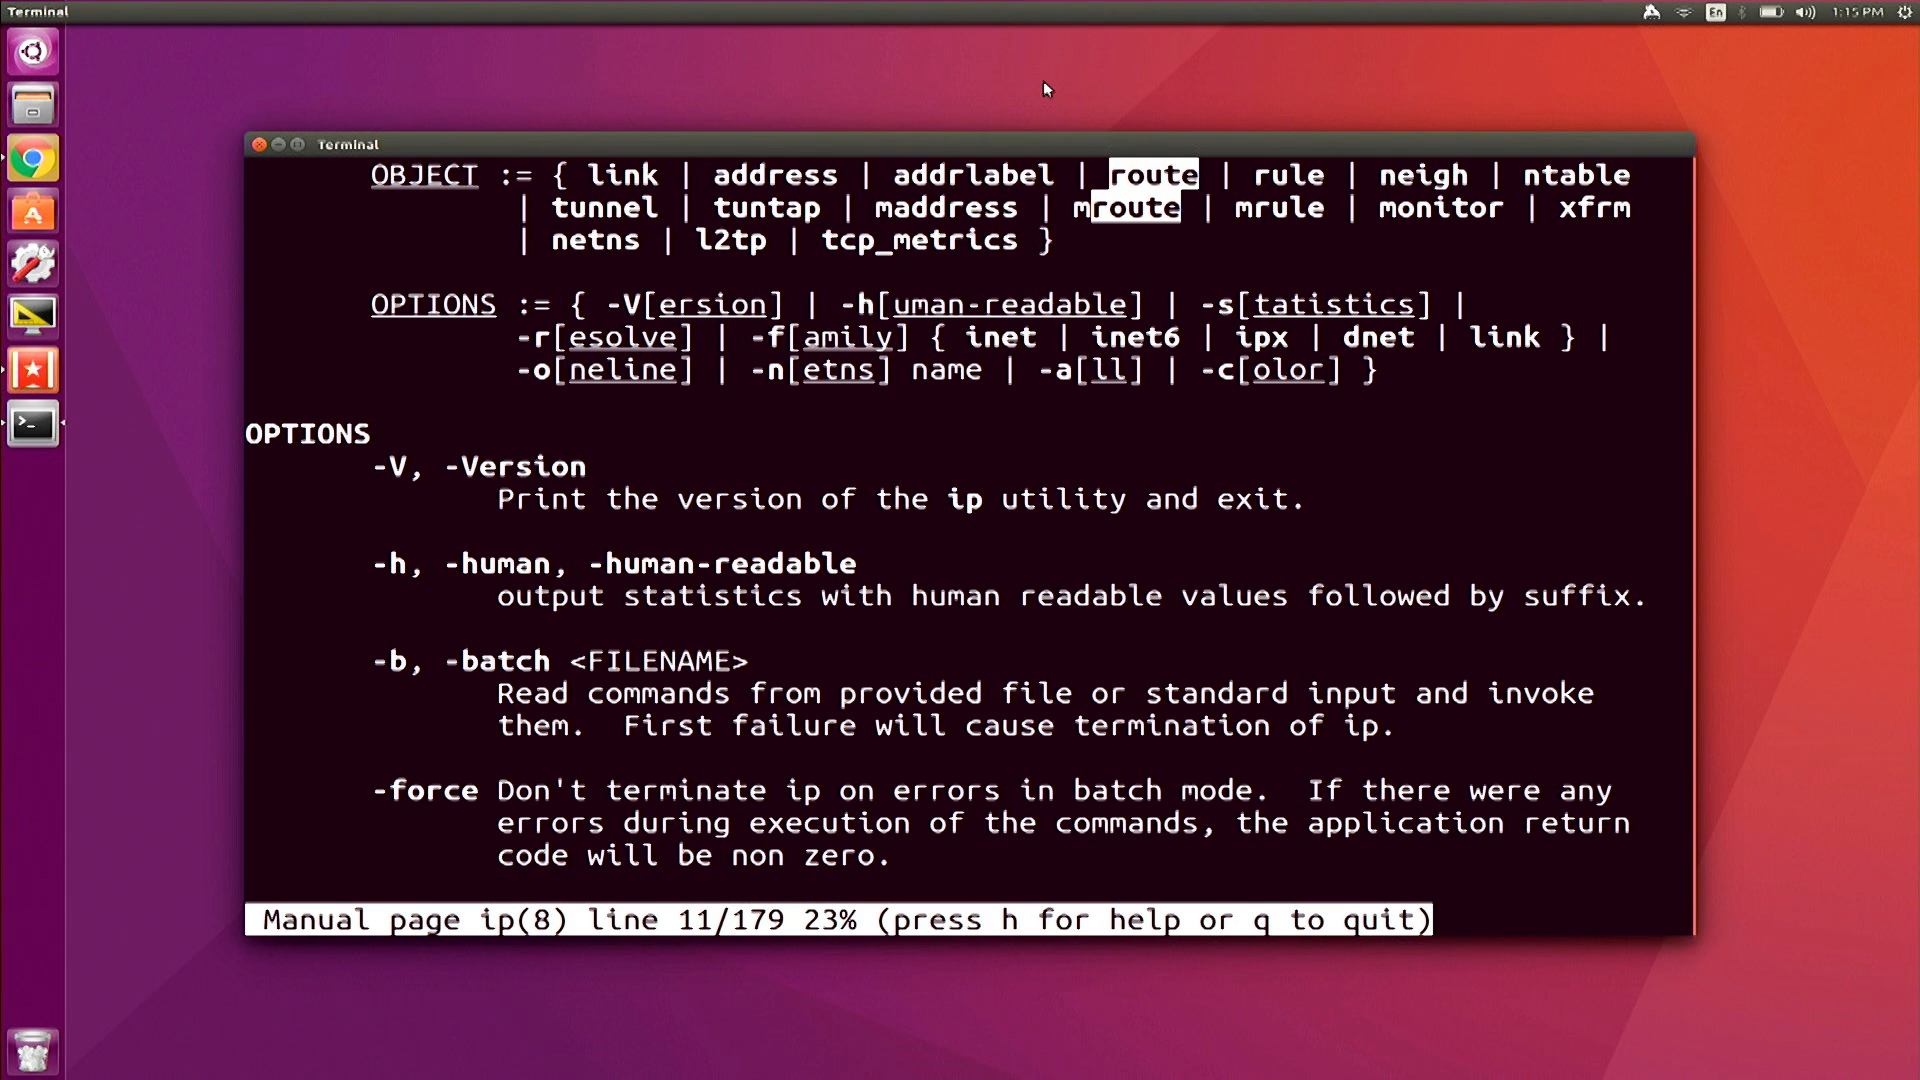 Terminal
En
1:15 PM
Terminal
OBJECT := { link | address | addrlabel | route | rule | neigh | ntable
| tunnel | tuntap | maddress | mroute | mrule | monitor | xfrm
| netns | l2tp | tcp_metrics }
OPTIONS := { -V[ersion] | -h[uman-readable] | -s[tatistics] |
-r[esolve] | -f[amily] { inet | inet6 | ipx | dnet | link } |
-o[neline] | -n[etns] name | -a[ll] | -c[olor] }
OPTIONS
-V, -Version
Print the version of the ip utility and exit.
-h, -human, -human-readable
output statistics with human readable values followed by suffix.
-b, -batch <FILENAME>
Read commands from provided file or standard input and invoke
them.  First failure will cause termination of ip.
-force Don't terminate ip on errors in batch mode.  If there were any
errors during execution of the commands, the application return
code will be non zero.
Manual page ip(8) line 11/179 23% (press h for help or q to quit)